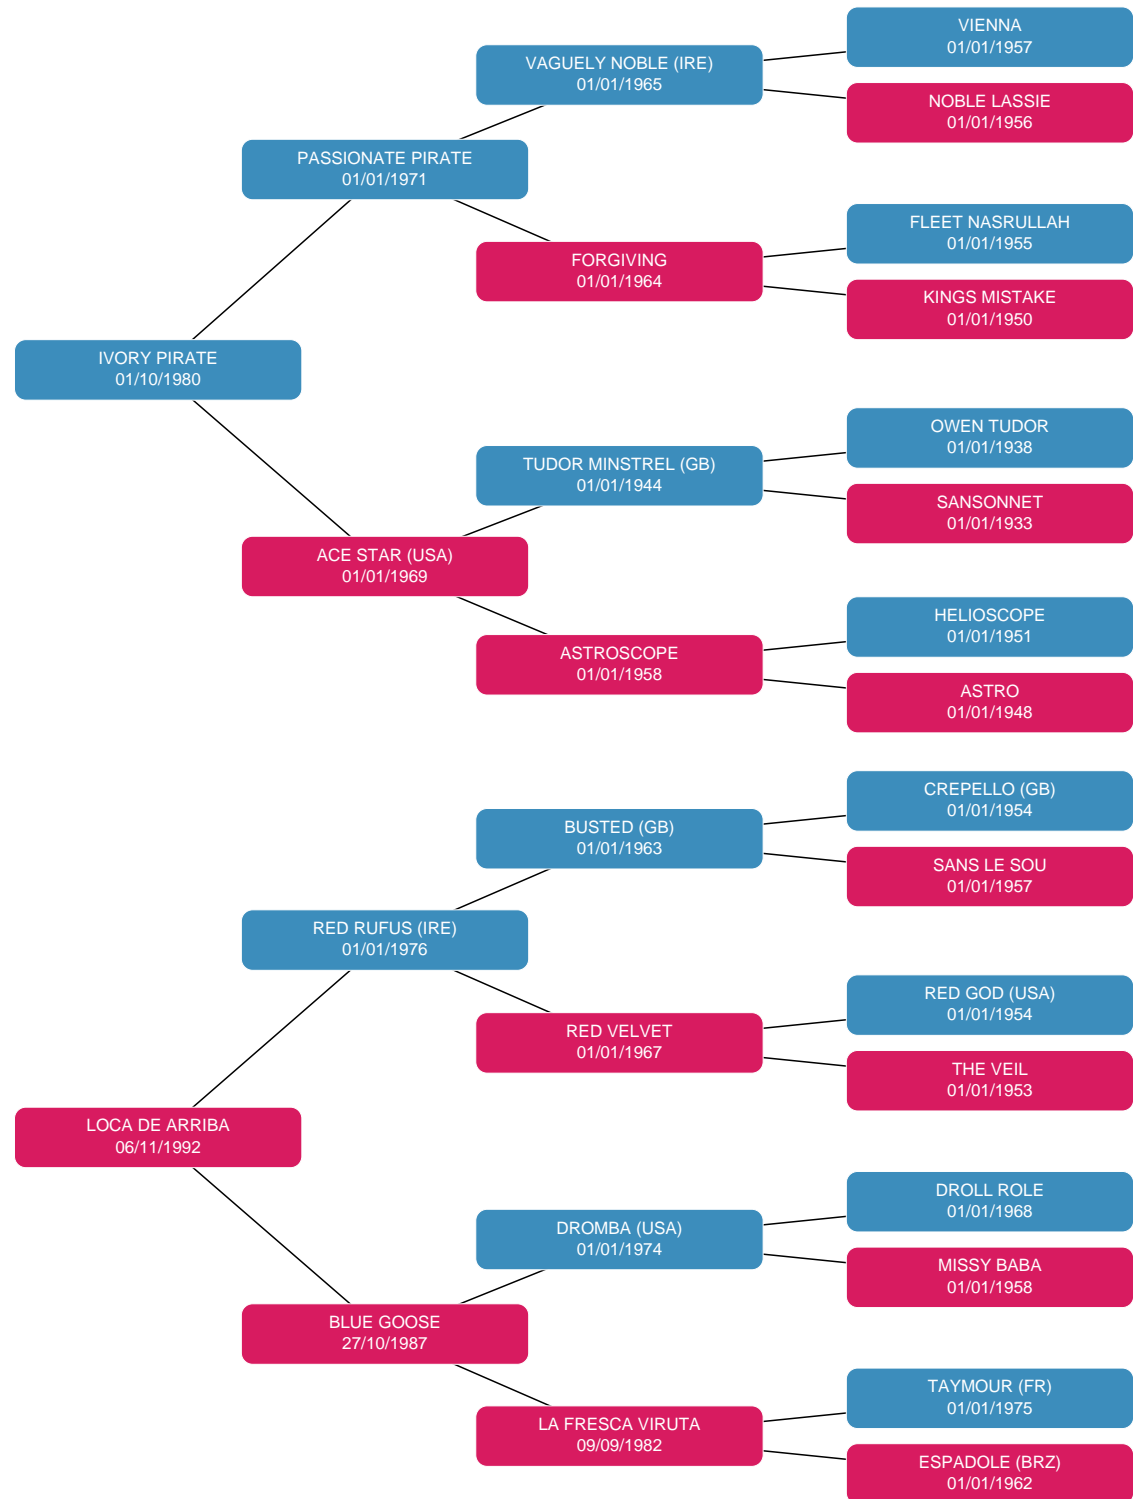 VIENNA
01/01/1957
VAGUELY NOBLE (IRE)
01/01/1965
NOBLE LASSIE
01/01/1956
PASSIONATE PIRATE
01/01/1971
FLEET NASRULLAH
01/01/1955
FORGIVING
01/01/1964
KINGS MISTAKE
01/01/1950
IVORY PIRATE
01/10/1980
OWEN TUDOR
01/01/1938
TUDOR MINSTREL (GB)
01/01/1944
SANSONNET
01/01/1933
ACE STAR (USA)
01/01/1969
HELIOSCOPE
01/01/1951
ASTROSCOPE
01/01/1958
ASTRO
01/01/1948
CREPELLO (GB)
01/01/1954
BUSTED (GB)
01/01/1963
SANS LE SOU
01/01/1957
RED RUFUS (IRE)
01/01/1976
RED GOD (USA)
01/01/1954
RED VELVET
01/01/1967
THE VEIL
01/01/1953
LOCA DE ARRIBA
06/11/1992
DROLL ROLE
01/01/1968
DROMBA (USA)
01/01/1974
MISSY BABA
01/01/1958
BLUE GOOSE
27/10/1987
TAYMOUR (FR)
01/01/1975
LA FRESCA VIRUTA
09/09/1982
ESPADOLE (BRZ)
01/01/1962